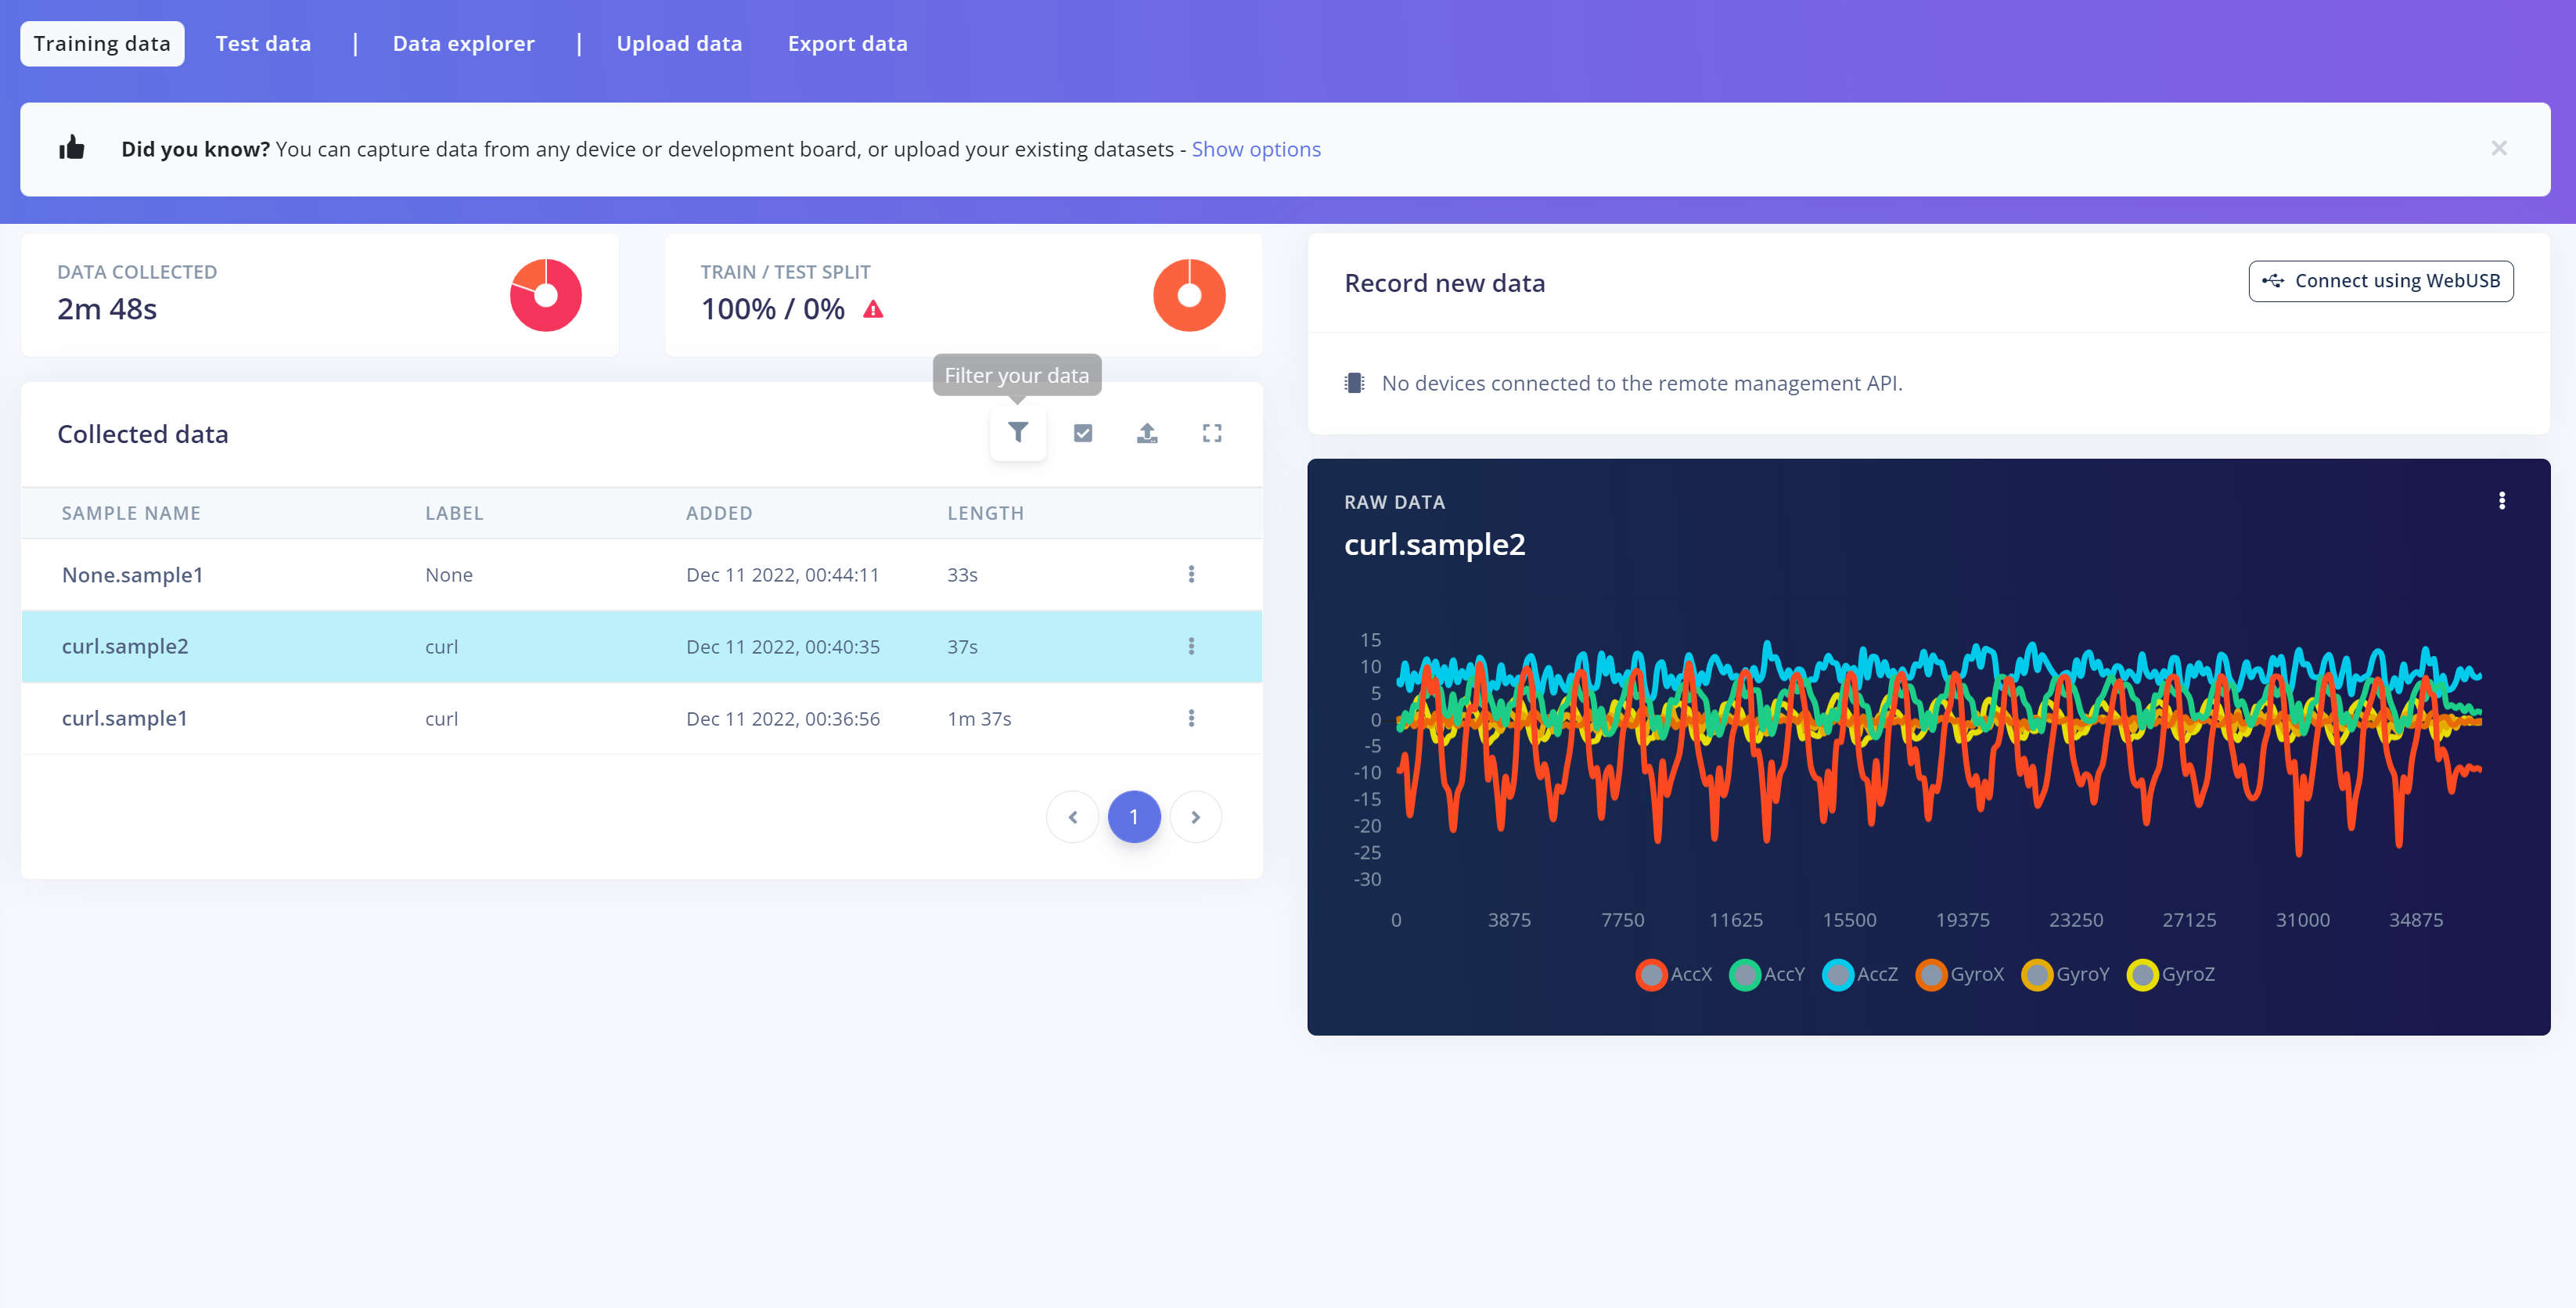 Training data
Test data
|
Data explorer
|
Upload data
Export data
Did you know? You can capture data from any device or development board, or upload your existing datasets - Show options
DATA COLLECTED
2m 48s
TRAIN / TEST SPLIT
100% / 0%
Filter your data
Collected data
SAMPLE NAME LABEL ADDED LENGTH
None.sample1 None Dec 11 2022, 00:44:11 33s
curl.sample2 curl Dec 11 2022, 00:40:35 37s
curl.sample1 curl Dec 11 2022, 00:36:56 1m 37s
1
Record new data
Connect using WebUSB
No devices connected to the remote management API.
RAW DATA
curl.sample2
15
10
5
0
-5
-10
-15
-20
-25
-30
0 3875 7750 11625 15500 19375 23250 27125 31000 34875
AccX AccY AccZ GyroX GyroY GyroZ